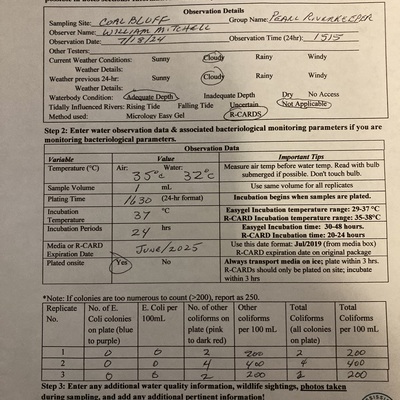 Observation Details
Sampling Site: COAL BLUFF Group Name: PEARL RIVERKEEPER
Observer Name: WILLIAM MITCHELL
Observation Date: 7/18/24 Observation Time (24hr): 1515
Other Testers:
Current Weather Conditions: Sunny Cloudy Rainy Windy
Weather Details:
Weather previous 24-hr: Sunny Cloudy Rainy Windy
Weather Details:
Waterbody Condition: Adequate Depth Inadequate Depth Dry No Access
Tidally Influenced Rivers: Rising Tide Falling Tide Uncertain Not Applicable
Method used: Micrology Easy Gel R-CARDS
Step 2: Enter water observation data & associated bacteriological monitoring parameters if you are
monitoring bacteriological parameters.
Observation Data
Variable Value Important Tips
Temperature (°C) Air: 35°C Water: 32°C Measure air temp before water temp. Read with bulb
submerged if possible. Don't touch bulb.
Sample Volume 1 mL Use same volume for all replicates
Plating Time 1630 (24-hr format) Incubation begins when samples are plated.
Incubation
Temperature 37 °C Easygel Incubation temperature range: 29-37 °C
R-CARD Incubation temperature range: 35-38°C
Incubation Periods 24 hrs Easygel Incubation time: 30-48 hours.
R-CARD Incubation time: 20-24 hours
Media or R-CARD
Expiration Date JUNE/2025 Use this date format: Jul/2019 (from media box)
R-CARD expiration date on original package
Plated onsite Yes No Always transport media on ice; plate within 3 hrs.
R-CARDs should only be plated on site; incubate
within 3 hrs
*Note: If colonies are too numerous to count (>200), report as 250.
Replicate No. No. of E. Coli colonies on plate (blue to purple) E. Coli per 100mL No. of other coliforms on plate (pink to dark red) Other coliforms per 100 mL Total Coliforms (all colonies on plate) Total Coliforms per 100 mL
1 0 0 2 200 2 200
2 0 0 4 400 4 400
3 0 0 2 200 2 200
Step 3: Enter any additional water quality information, wildlife sightings, photos taken
during sampling, and add any additional pertinent information!